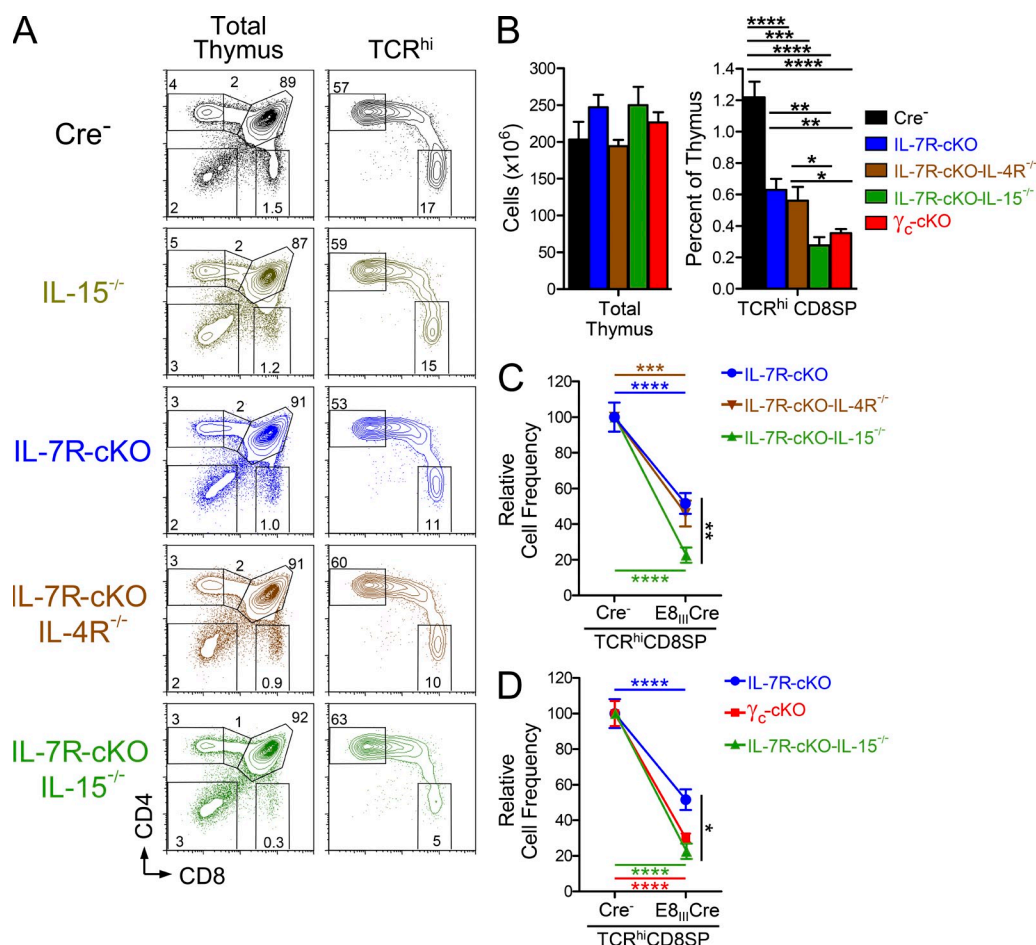 A
Total
Thymus
TCRhi
Cre-
4
2
89
2
1.5
57
17
IL-15-/-
5
2
87
3
1.2
59
15
IL-7R-cKO
3
2
91
2
1.0
53
11
IL-7R-cKO
IL-4R-/-
3
2
91
2
0.9
60
10
IL-7R-cKO
IL-15-/-
3
1
92
3
0.3
63
5
CD4
CD8
B
Cells (x10⁶)
300
250
200
150
100
50
0
Total
Thymus
****
***
****
****
**
**
*
*
Percent of Thymus
1.4
1.2
1.0
0.8
0.6
0.4
0.2
0.0
TCRhi CD8SP
Cre-
IL-7R-cKO
IL-7R-cKO-IL-4R-/-
IL-7R-cKO-IL-15-/-
γc-cKO
C
Relative
Cell Frequency
120
100
80
60
40
20
0
***
****
**
****
Cre-
E8IIICre
TCRhiCD8SP
IL-7R-cKO
IL-7R-cKO-IL-4R-/-
IL-7R-cKO-IL-15-/-
D
Relative
Cell Frequency
120
100
80
60
40
20
0
****
*
****
****
Cre-
E8IIICre
TCRhiCD8SP
IL-7R-cKO
γc-cKO
IL-7R-cKO-IL-15-/-